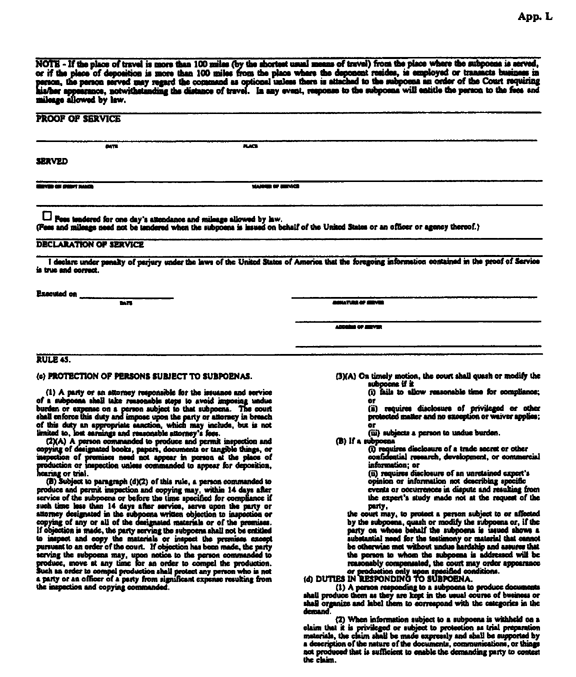 App. L
NOTE - If the place of travel is more than 100 miles (by the shortest usual means of travel) from the place where the subpoena is served,
or if the place of deposition is more than 100 miles from the place where the deponent resides, is employed or transacts business in
person, the person served may regard the command as optional unless there is attached to the subpoena an order of the Court requiring
his/her appearance, notwithstanding the distance of travel. In any event, response to the subpoena will entitle the person to the fees and
mileage allowed by law.
PROOF OF SERVICE
DATE PLACE
SERVED
SERVED ON (PRINT NAME) MANNER OF SERVICE
☐ Fees tendered for one day's attendance and mileage allowed by law.
(Fees and mileage need not be tendered when the subpoena is issued on behalf of the United States or an officer or agency thereof.)
DECLARATION OF SERVICE
I declare under penalty of perjury under the laws of the United States of America that the foregoing information contained in the proof of Service
is true and correct.
Executed on
DATE SIGNATURE OF SERVER
ADDRESS OF SERVER
RULE 45.
(c) PROTECTION OF PERSONS SUBJECT TO SUBPOENAS.
(1) A party or an attorney responsible for the issuance and service
of a subpoena shall take reasonable steps to avoid imposing undue
burden or expense on a person subject to that subpoena. The court
shall enforce this duty and impose upon the party or attorney in breach
of this duty an appropriate sanction, which may include, but is not
limited to, lost earnings and reasonable attorney's fees.
(2)(A) A person commanded to produce and permit inspection and
copying of designated books, papers, documents or tangible things, or
inspection of premises need not appear in person at the place of
production or inspection unless commanded to appear for deposition,
hearing or trial.
(B) Subject to paragraph (d)(2) of this rule, a person commanded to
produce and permit inspection and copying may, within 14 days after
service of the subpoena or before the time specified for compliance if
such time less than 14 days after service, serve upon the party or
attorney designated in the subpoena written objection to inspection or
copying of any or all of the designated materials or of the premises.
If objection is made, the party serving the subpoena shall not be entitled
to inspect and copy the materials or inspect the premises except
pursuant to an order of the court. If objection has been made, the party
serving the subpoena may, upon notice to the person commanded to
produce, move at any time for an order to compel the production.
Such an order to compel production shall protect any person who is not
a party or an officer of a party from significant expense resulting from
the inspection and copying commanded.
(3)(A) On timely motion, the court shall quash or modify the
subpoena if it
(i) fails to allow reasonable time for compliance;
or
(ii) requires disclosure of privileged or other
protected matter and no exception or waiver applies;
or
(iii) subjects a person to undue burden.
(B) If a subpoena
(i) requires disclosure of a trade secret or other
confidential research, development, or commercial
information; or
(ii) requires disclosure of an unretained expert's
opinion or information not describing specific
events or occurrences in dispute and resulting from
the expert's study made not at the request of the
party,
the court may, to protect a person subject to or affected
by the subpoena, quash or modify the subpoena or, if the
party on whose behalf the subpoena is issued shows a
substantial need for the testimony or material that cannot
be otherwise met without undue hardship and assures that
the person to whom the subpoena is addressed will be
reasonably compensated, the court may order appearance
or production only upon specified conditions.
(d) DUTIES IN RESPONDING TO SUBPOENA.
(1) A person responding to a subpoena to produce documents
shall produce them as they are kept in the usual course of business or
shall organize and label them to correspond with the categories in the
demand.
(2) When information subject to a subpoena is withheld on a
claim that it is privileged or subject to protection as trial preparation
materials, the claim shall be made expressly and shall be supported by
a description of the nature of the documents, communications, or things
not produced that is sufficient to enable the demanding party to contest
the claim.